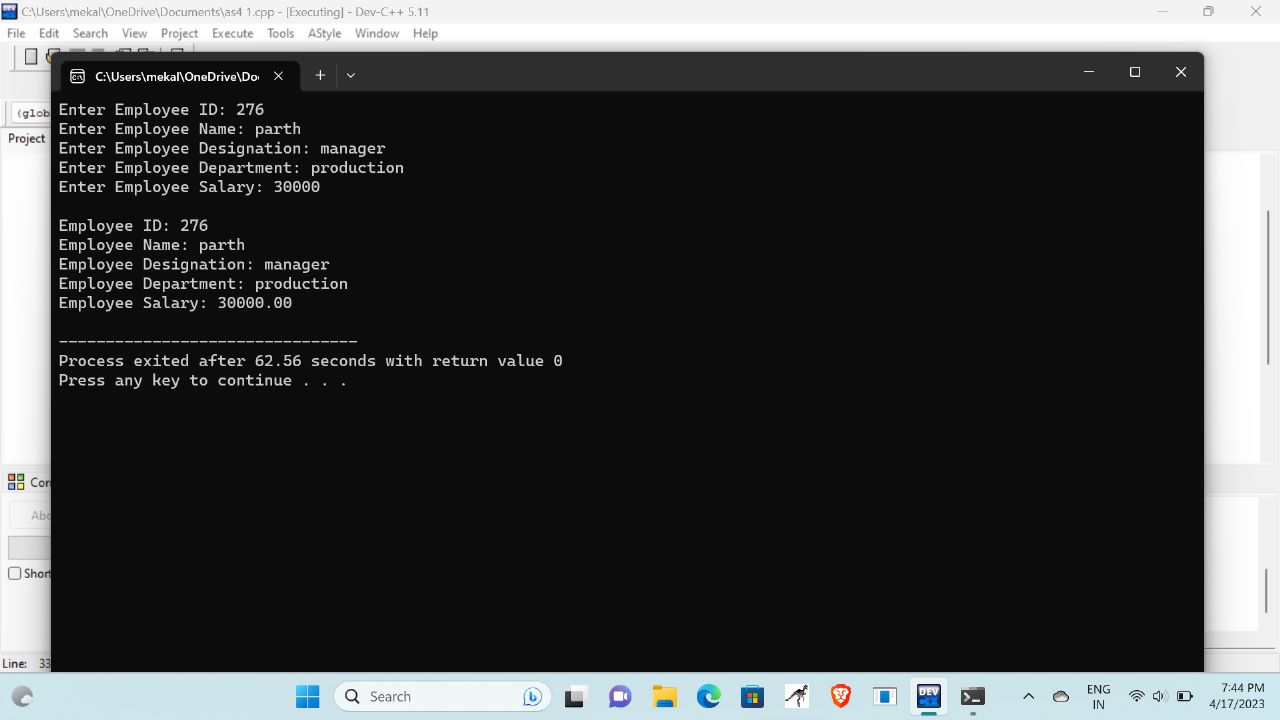 C:\Users\mekal\OneDrive\Documents\as4 1.cpp - [Executing] - Dev-C++ 5.11
File Edit Search View Project Execute Tools AStyle Window Help
C:\Users\mekal\OneDrive\Do
(glob
Project
Enter Employee ID: 276
Enter Employee Name: parth
Enter Employee Designation: manager
Enter Employee Department: production
Enter Employee Salary: 30000
Employee ID: 276
Employee Name: parth
Employee Designation: manager
Employee Department: production
Employee Salary: 30000.00
--------------------------------
Process exited after 62.56 seconds with return value 0
Press any key to continue . . .
Com
Abo
Short
Line: 33
Search
DEV
ENG
IN
7:44 PM
4/17/2023